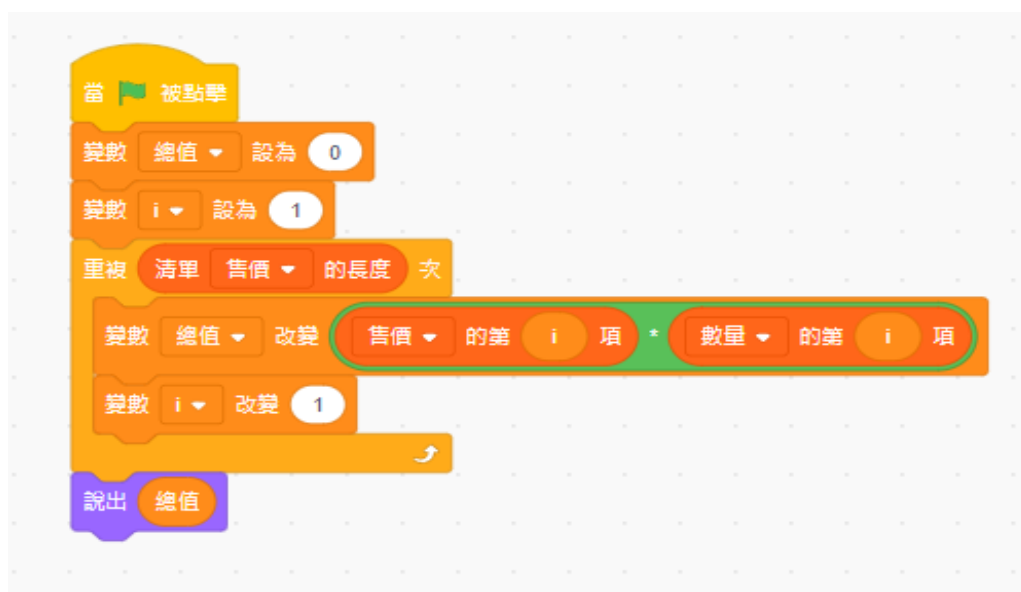 當 被點擊
變數 總值 設為 0
變數 i 設為 1
重複 清單 售價 的長度 次
變數 總值 改變 售價 的第 i 項 * 數量 的第 i 項
變數 i 改變 1
說出 總值